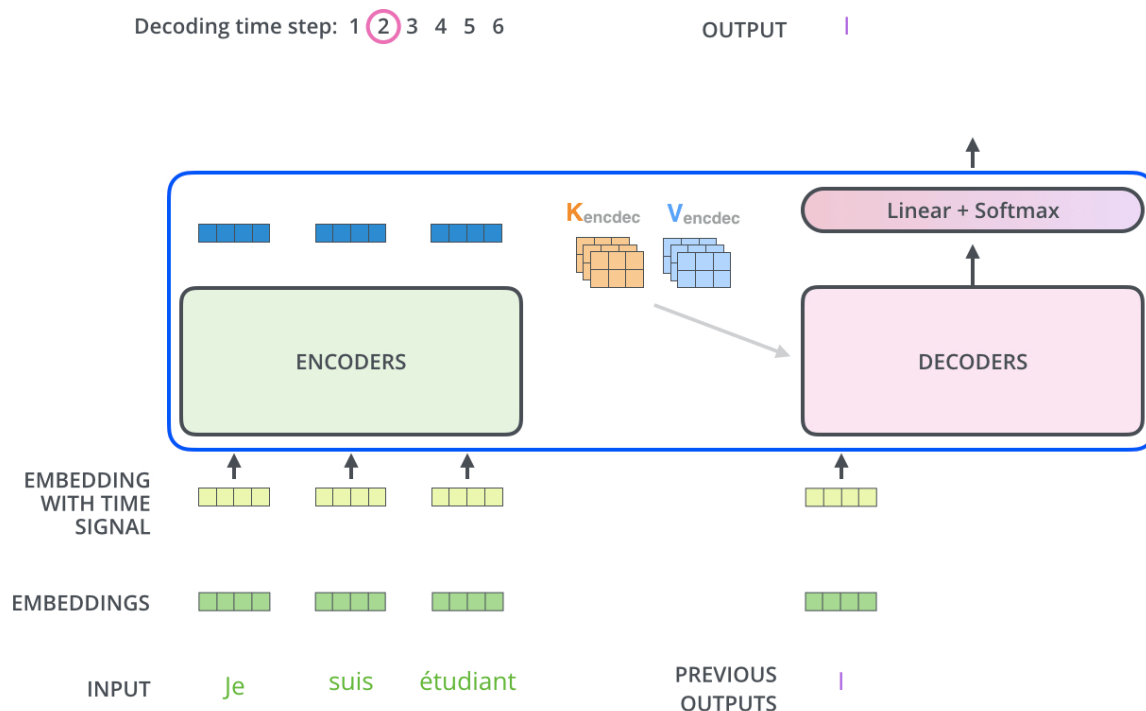 Decoding time step: 1 2 3 4 5 6
OUTPUT I
Kencdec Vencdec
Linear + Softmax
ENCODERS
DECODERS
EMBEDDING
WITH TIME
SIGNAL
EMBEDDINGS
INPUT Je suis étudiant
PREVIOUS
OUTPUTS
I